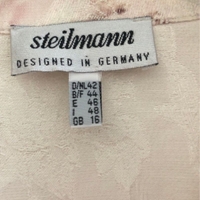 steilmann
DESIGNED IN GERMANY
D/NL 42
B/F 44
E 46
I 48
GB 16